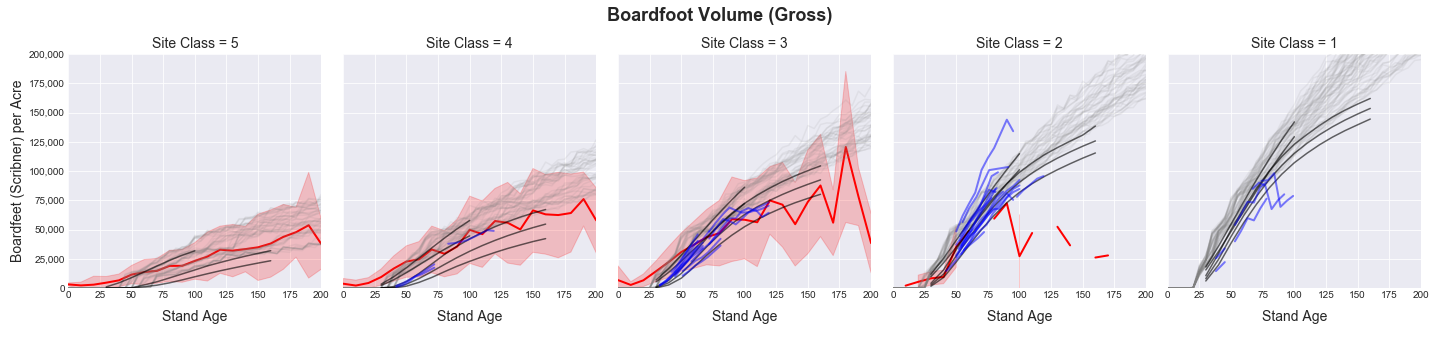 Boardfoot Volume (Gross)
Site Class = 5
Site Class = 4
Site Class = 3
Site Class = 2
Site Class = 1
Boardfeet (Scribner) per Acre
200,000
175,000
150,000
125,000
100,000
75,000
50,000
25,000
0
0 25 50 75 100 125 150 175 200
0 25 50 75 100 125 150 175 200
0 25 50 75 100 125 150 175 200
0 25 50 75 100 125 150 175 200
0 25 50 75 100 125 150 175 200
Stand Age
Stand Age
Stand Age
Stand Age
Stand Age